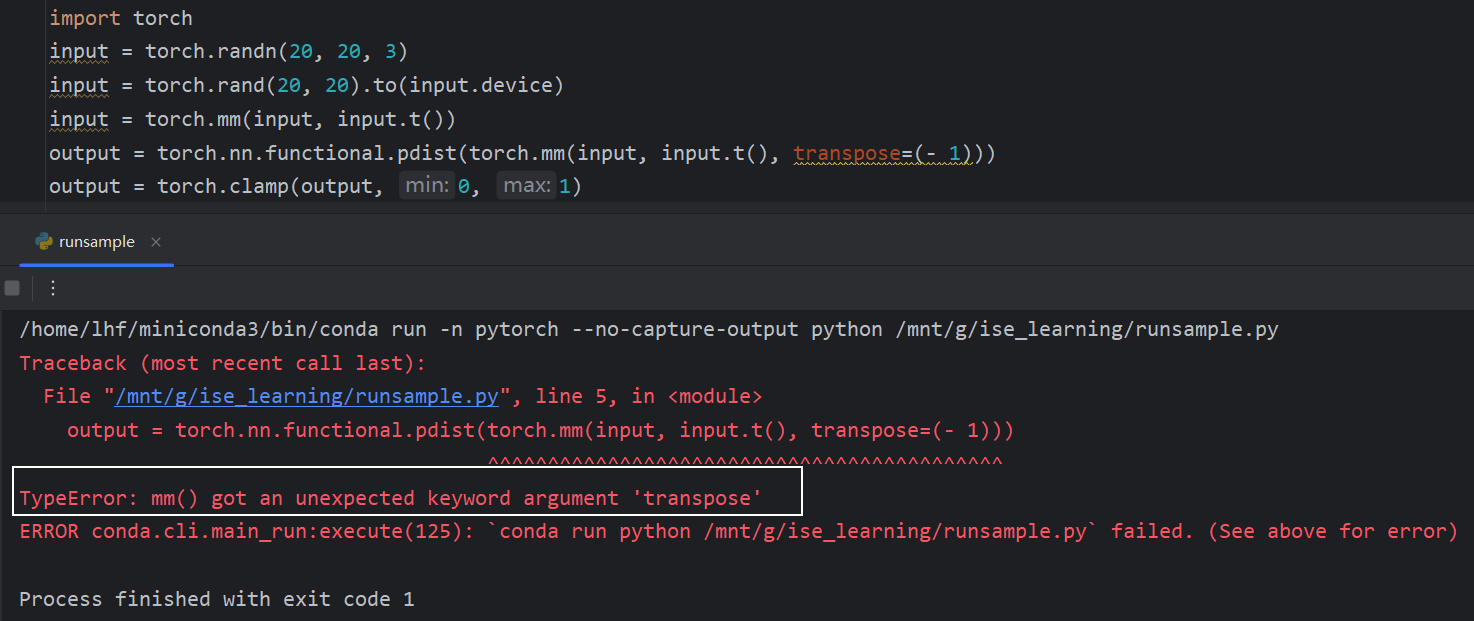 import torch
input = torch.randn(20, 20, 3)
input = torch.rand(20, 20).to(input.device)
input = torch.mm(input, input.t())
output = torch.nn.functional.pdist(torch.mm(input, input.t(), transpose=(- 1)))
output = torch.clamp(output, min: 0, max: 1)
runsample ×
/home/lhf/miniconda3/bin/conda run -n pytorch --no-capture-output python /mnt/g/ise_learning/runsample.py
Traceback (most recent call last):
  File "/mnt/g/ise_learning/runsample.py", line 5, in <module>
    output = torch.nn.functional.pdist(torch.mm(input, input.t(), transpose=(- 1)))
                                       ^^^^^^^^^^^^^^^^^^^^^^^^^^^^^^^^^^^^^^^^^^^
TypeError: mm() got an unexpected keyword argument 'transpose'
ERROR conda.cli.main_run:execute(125): `conda run python /mnt/g/ise_learning/runsample.py` failed. (See above for error)
Process finished with exit code 1